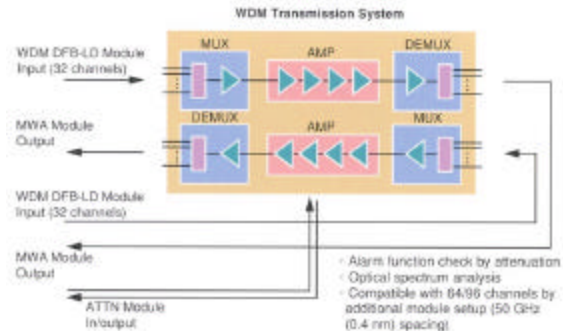 WDM Transmission System
WDM DFB-LD Module
Input (32 channels)
MUX
AMP
DEMUX
MWA Module
Output
DEMUX
AMP
MUX
WDM DFB-LD Module
Input (32 channels)
MWA Module
Output
ATTN Module
In/output
◦ Alarm function check by attenuation
◦ Optical spectrum analysis
◦ Compatible with 64/96 channels by
additional module setup (50 GHz
(0.4 nm) spacing)